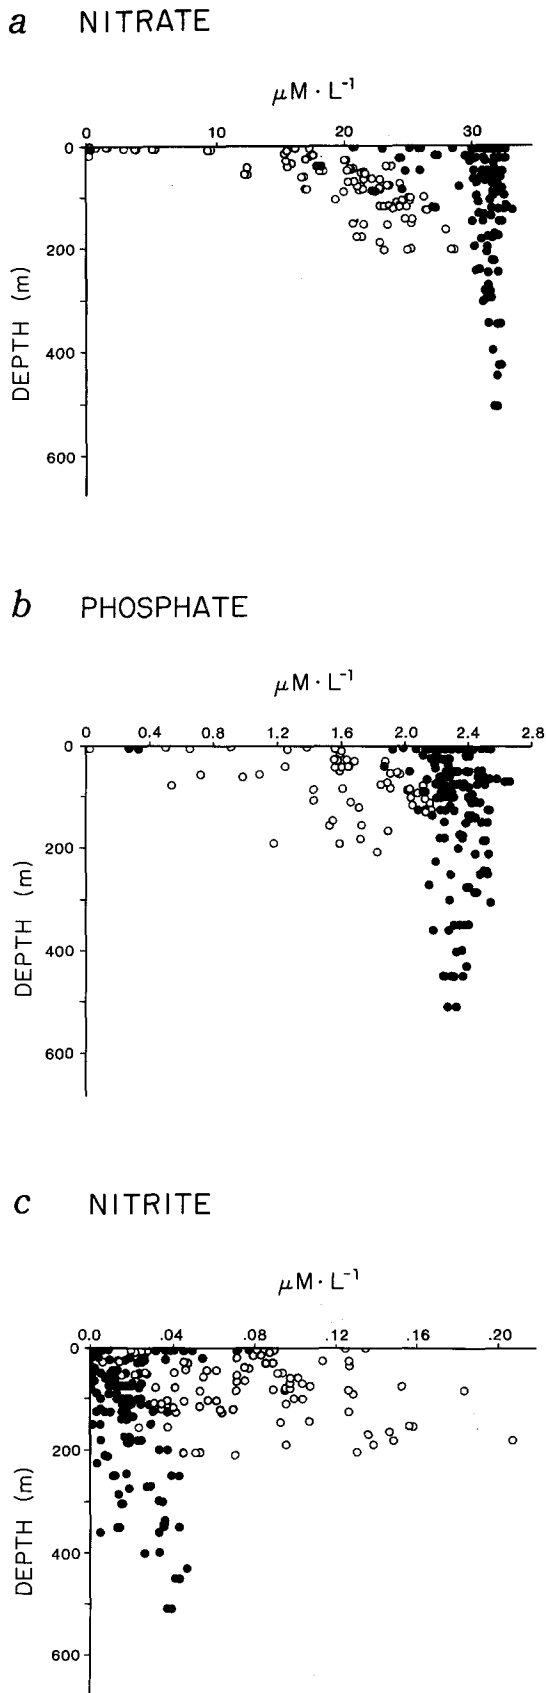 a NITRATE
μM · L⁻¹
0 10 20 30
0
200
400
600
DEPTH (m)
b PHOSPHATE
μM · L⁻¹
0 0.4 0.8 1.2 1.6 2.0 2.4 2.8
0
200
400
600
DEPTH (m)
c NITRITE
μM · L⁻¹
0.0 .04 .08 .12 .16 .20
0
200
400
600
DEPTH (m)